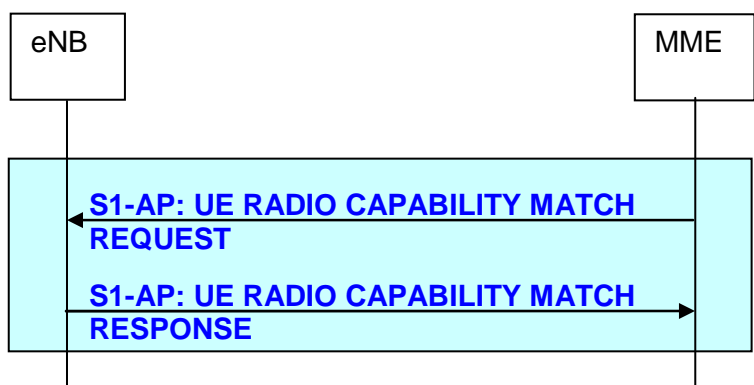 eNB
MME
S1-AP: UE RADIO CAPABILITY MATCH
REQUEST
S1-AP: UE RADIO CAPABILITY MATCH
RESPONSE